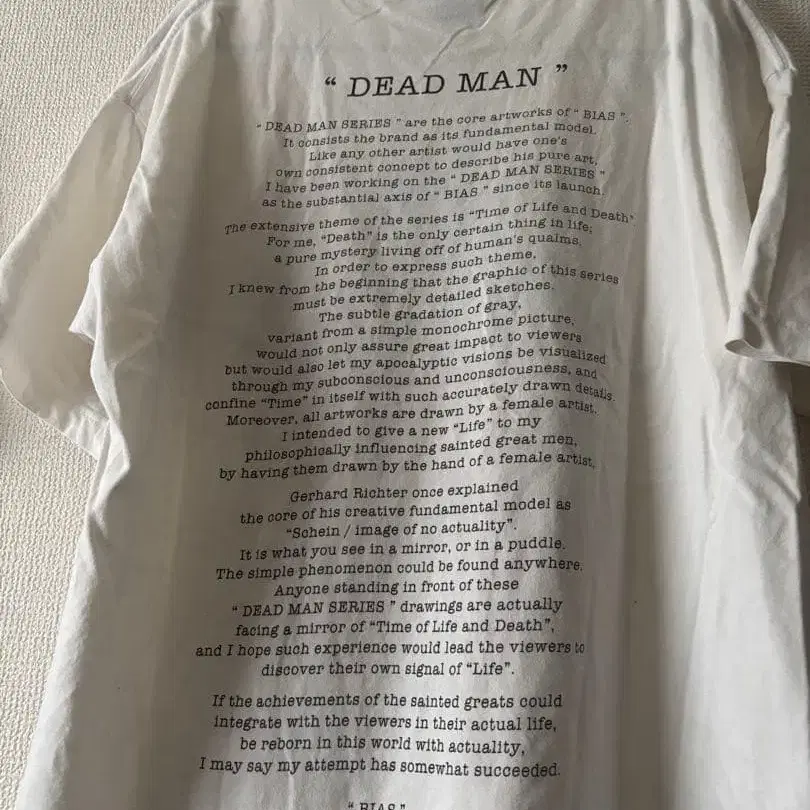 “ DEAD MAN ”
“ DEAD MAN SERIES ” are the core artworks of “ BIAS ”.
It consists the brand as its fundamental model.
Like any other artist would have one's
own consistent concept to describe his pure art,
I have been working on the “ DEAD MAN SERIES ”
as the substantial axis of “ BIAS ” since its launch.
The extensive theme of the series is “Time of Life and Death”
For me, “Death” is the only certain thing in life;
a pure mystery living off of human's qualms.
In order to express such theme,
I knew from the beginning that the graphic of this series
must be extremely detailed sketches.
The subtle gradation of gray,
variant from a simple monochrome picture,
would not only assure great impact to viewers
but would also let my apocalyptic visions be visualized
through my subconscious and unconsciousness, and
confine “Time” in itself with such accurately drawn details.
Moreover, all artworks are drawn by a female artist.
I intended to give a new “Life” to my
philosophically influencing sainted great men,
by having them drawn by the hand of a female artist.
Gerhard Richter once explained
the core of his creative fundamental model as
“Schein / image of no actuality”.
It is what you see in a mirror, or in a puddle.
The simple phenomenon could be found anywhere.
Anyone standing in front of these
“ DEAD MAN SERIES ” drawings are actually
facing a mirror of “Time of Life and Death”,
and I hope such experience would lead the viewers to
discover their own signal of “Life”.
If the achievements of the sainted greats could
integrate with the viewers in their actual life,
be reborn in this world with actuality,
I may say my attempt has somewhat succeeded.
“ BIAS ”